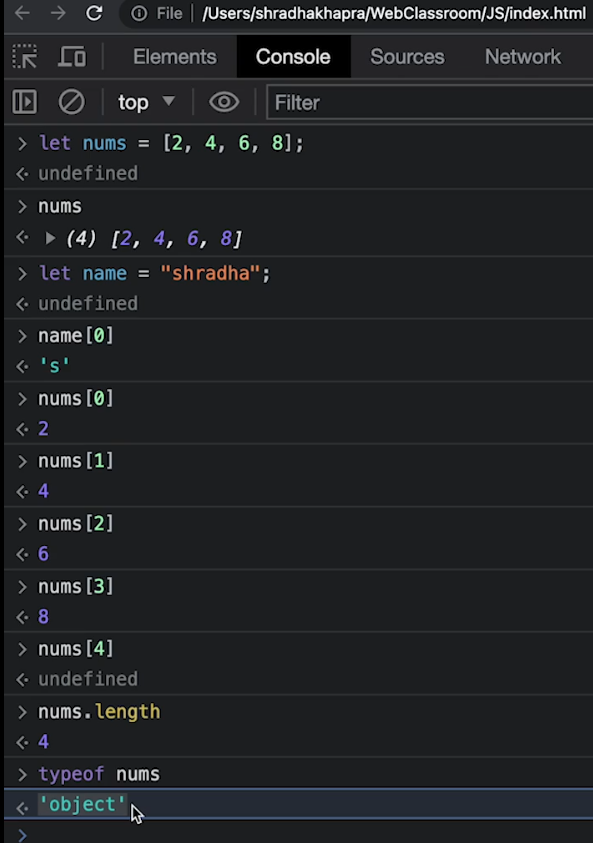 File | /Users/shradhakhapra/WebClassroom/JS/index.html
Elements Console Sources Network
top Filter
let nums = [2, 4, 6, 8];
undefined
nums
(4) [2, 4, 6, 8]
let name = "shradha";
undefined
name[0]
's'
nums[0]
2
nums[1]
4
nums[2]
6
nums[3]
8
nums[4]
undefined
nums.length
4
typeof nums
'object'